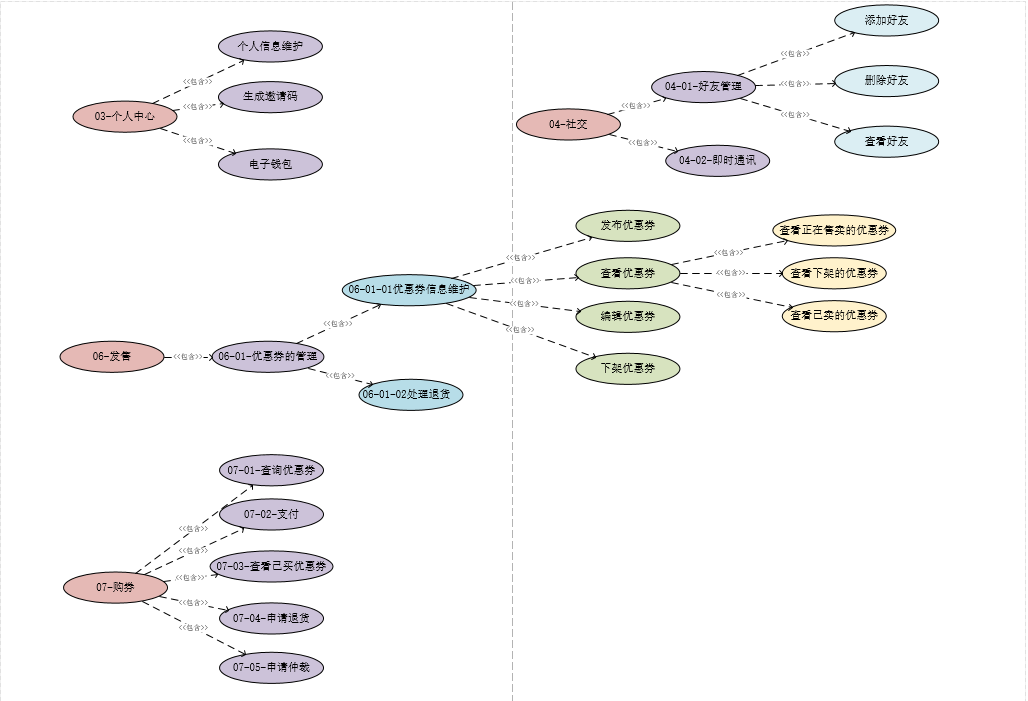 个人信息维护
<<包含>>
03-个人中心
<<包含>>
生成邀请码
<<包含>>
电子钱包
添加好友
<<包含>>
04-01-好友管理
<<包含>>
删除好友
<<包含>>
04-社交
<<包含>>
查看好友
<<包含>>
04-02-即时通讯
发布优惠券
查看正在售卖的优惠券
<<包含>>
<<包含>>
06-01-01优惠券信息维护
<<包含>>
查看优惠券
<<包含>>
查看下架的优惠券
<<包含>>
<<包含>>
编辑优惠券
查看已卖的优惠券
<<包含>>
<<包含>>
06-发售
<<包含>>
06-01-优惠券的管理
下架优惠券
<<包含>>
06-01-02处理退货
07-01-查询优惠券
07-02-支付
<<包含>>
<<包含>>
07-03-查看已买优惠券
<<包含>>
07-购券
<<包含>>
07-04-申请退货
<<包含>>
07-05-申请仲裁